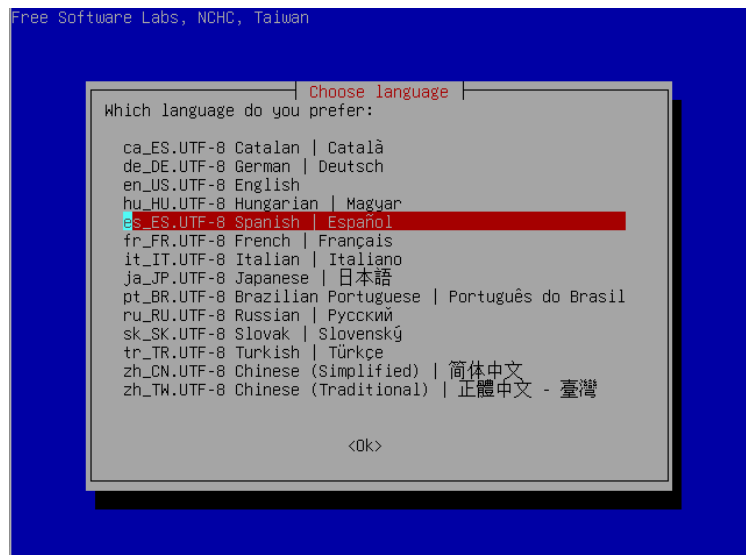 Free Software Labs, NCHC, Taiwan
Choose language
Which language do you prefer:
ca_ES.UTF-8 Catalan | Català
de_DE.UTF-8 German | Deutsch
en_US.UTF-8 English
hu_HU.UTF-8 Hungarian | Magyar
es_ES.UTF-8 Spanish | Español
fr_FR.UTF-8 French | Français
it_IT.UTF-8 Italian | Italiano
ja_JP.UTF-8 Japanese | 日本語
pt_BR.UTF-8 Brazilian Portuguese | Português do Brasil
ru_RU.UTF-8 Russian | Русский
sk_SK.UTF-8 Slovak | Slovenský
tr_TR.UTF-8 Turkish | Türkçe
zh_CN.UTF-8 Chinese (Simplified) | 简体中文
zh_TW.UTF-8 Chinese (Traditional) | 正體中文 - 臺灣
<Ok>